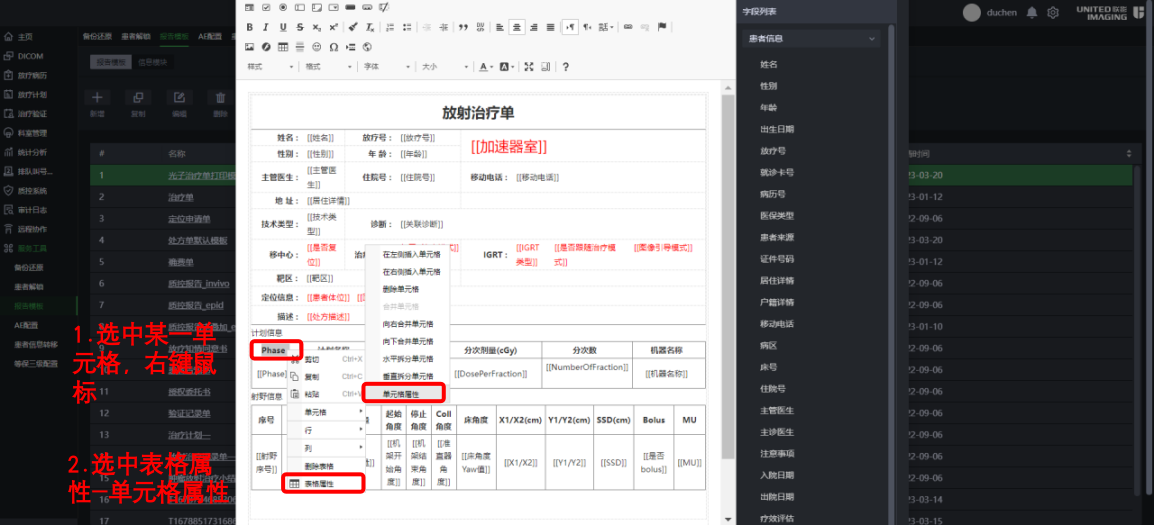 字段列表
duchen
UNITED 联影
IMAGING
主页
DICOM
放疗病历
放疗计划
治疗验证
科室管理
统计分析
排队叫号...
质控系统
审计日志
远程协作
报告工具
备份还原
患者解锁
报告模板
AE配置
患者信息转移
等保三级配置
备份还原 患者解锁 报告模板 AE配置
报告模板 信息模块
新增 复制 编辑 删除
# 名称
1 光子治疗单打印模
2 治疗单
3 定位申请单
4 处方单默认模板
5 缴费单
6 质控报告_invivo
7 质控报告_epid
11 授权委托书
12 验证记录单
13 治疗计划一
16
17 T1678851731686
样式 格式 字体 大小
放射治疗单
姓名： [[姓名]] 放疗号： [[放疗号]] [[加速器室]]
性别： [[性别]] 年 龄： [[年龄]]
主管医生： [[主管医生]] 住院号： [[住院号]] 移动电话： [[移动电话]]
地 址： [[居住详情]]
技术类型： [[技术类型]] 诊断： [[关联诊断]]
移中心： [[是否复位]] IGRT： [[IGRT类型]] [[是否跟随治疗模式]] [[图像引导模式]]
靶区： [[靶区]]
定位信息： [[患者体位]]
描述： [[处方描述]]
计划信息
Phase 计划名称 分次剂量(cGy) 分次数 机器名称
[[Phase]] [[DosePerFraction]] [[NumberOfFraction]] [[机器名称]]
射野信息
序号 起始角度 停止角度 Coll角度 床角度 X1/X2(cm) Y1/Y2(cm) SSD(cm) Bolus MU
[[射野序号]] [[机架开始角度]] [[机架结束角度]] [[准直器角度]] [[床角度Yaw值]] [[X1/X2]] [[Y1/Y2]] [[SSD]] [[是否bolus]] [[MU]]
剪切 Ctrl+X
复制 Ctrl+C
粘贴 Ctrl+V
单元格
行
列
删除表格
表格属性
在左侧插入单元格
在右侧插入单元格
删除单元格
合并单元格
向右合并单元格
向下合并单元格
水平拆分单元格
垂直拆分单元格
单元格属性
1.选中某一单
元格，右键鼠
标
2.选中表格属
性—单元格属性
患者信息
姓名
性别
年龄
出生日期
放疗号
就诊卡号
病历号
医保类型
患者来源
证件号码
居住详情
户籍详情
移动电话
病区
床号
住院号
主管医生
主诊医生
注意事项
入院日期
出院日期
疗效评估
时间
23-03-20
23-01-12
22-09-06
23-03-20
22-09-06
22-09-06
22-09-06
23-01-10
22-09-06
22-09-06
22-09-06
22-09-06
22-09-06
22-09-06
22-09-06
23-03-14
23-03-15